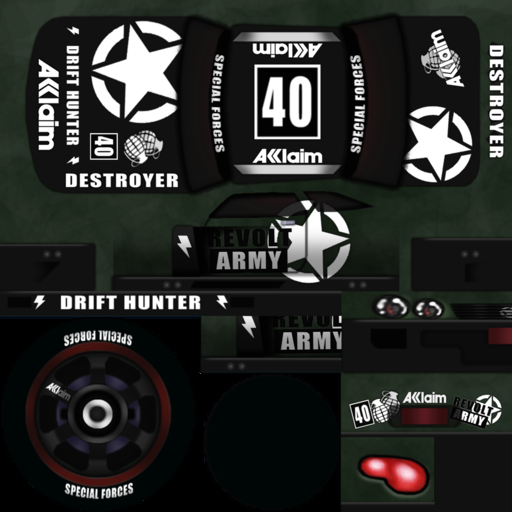 DRIFT HUNTER
AKKlaim
40
DESTROYER
SPECIAL FORCES
AKKlaim
40
AKKlaim
SPECIAL FORCES
AKKlaim
DESTROYER
REVOLT
ARMY
DRIFT HUNTER
REVOLT
ARMY
SPECIAL FORCES
AKKlaim
SPECIAL FORCES
40
AKKlaim
REVOLT
ARMY